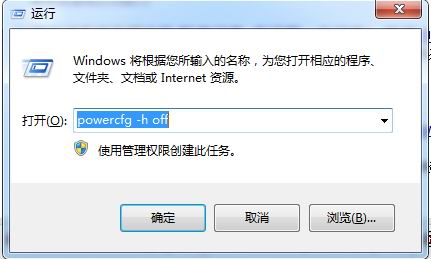 运行
Windows 将根据您所输入的名称，为您打开相应的程序、
文件夹、文档或 Internet 资源。
打开(O): powercfg -h off
使用管理权限创建此任务。
确定 取消 浏览(B)...